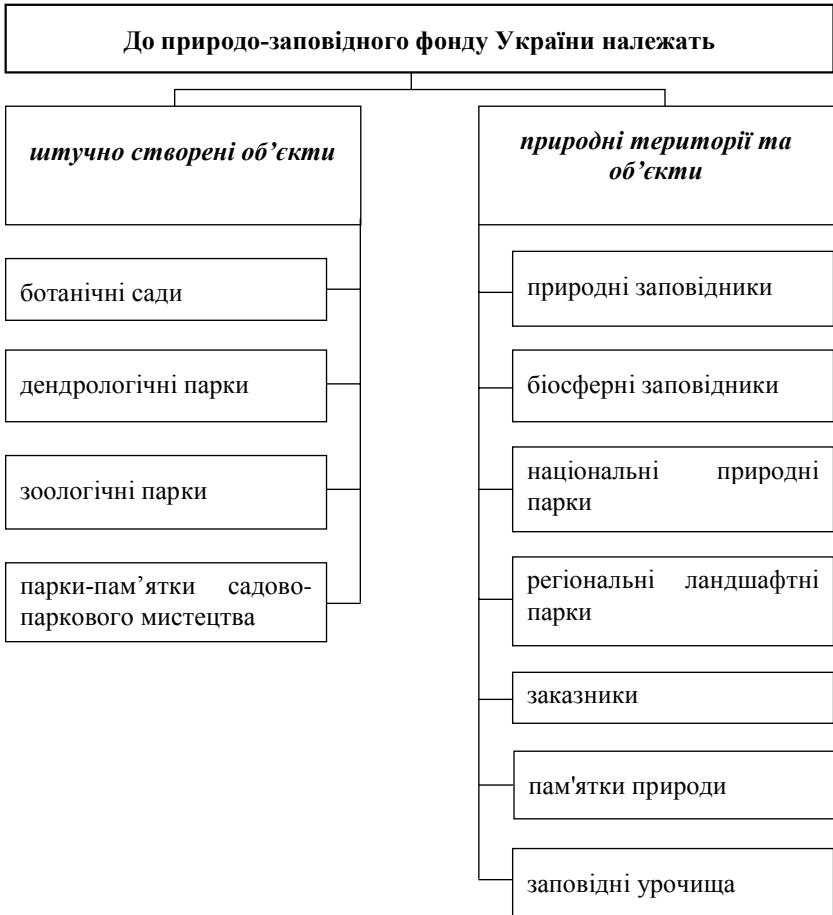 До природо-заповідного фонду України належать
штучно створені об’єкти
ботанічні сади
дендрологічні парки
зоологічні парки
парки-пам’ятки садово-
паркового мистецтва
природні території та
об’єкти
природні заповідники
біосферні заповідники
національні природні
парки
регіональні ландшафтні
парки
заказники
пам'ятки природи
заповідні урочища